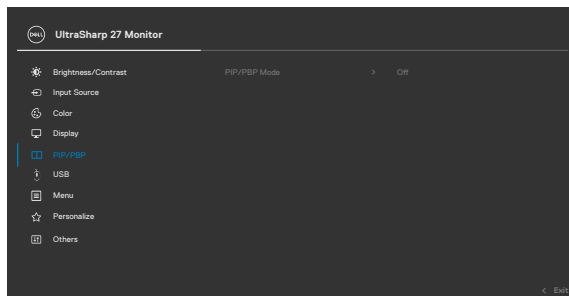 DELL UltraSharp 27 Monitor
Brightness/Contrast PIP/PBP Mode > Off
Input Source
Color
Display
PIP/PBP
USB
Menu
Personalize
Others
< Exit